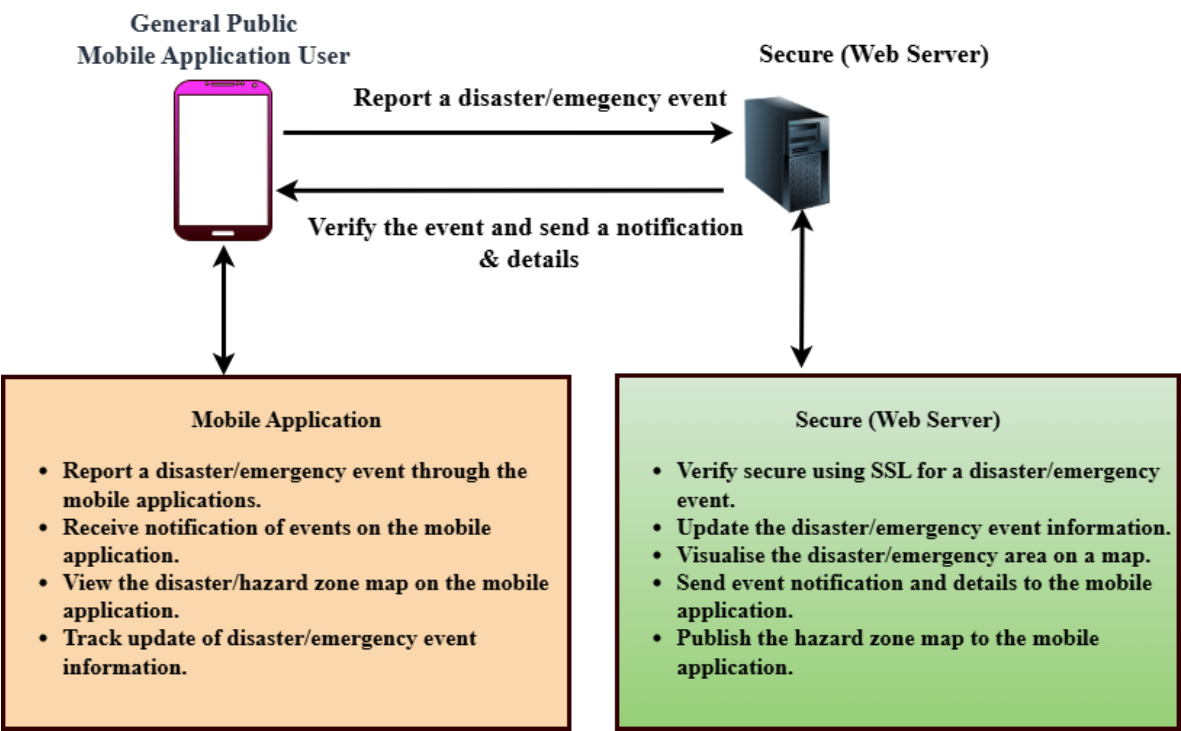 General Public
Mobile Application User
Secure (Web Server)
Report a disaster/emegency event
Verify the event and send a notification
& details
Mobile Application
• Report a disaster/emergency event through the
mobile applications.
• Receive notification of events on the mobile
application.
• View the disaster/hazard zone map on the mobile
application.
• Track update of disaster/emergency event
information.
Secure (Web Server)
• Verify secure using SSL for a disaster/emergency
event.
• Update the disaster/emergency event information.
• Visualise the disaster/emergency area on a map.
• Send event notification and details to the mobile
application.
• Publish the hazard zone map to the mobile
application.